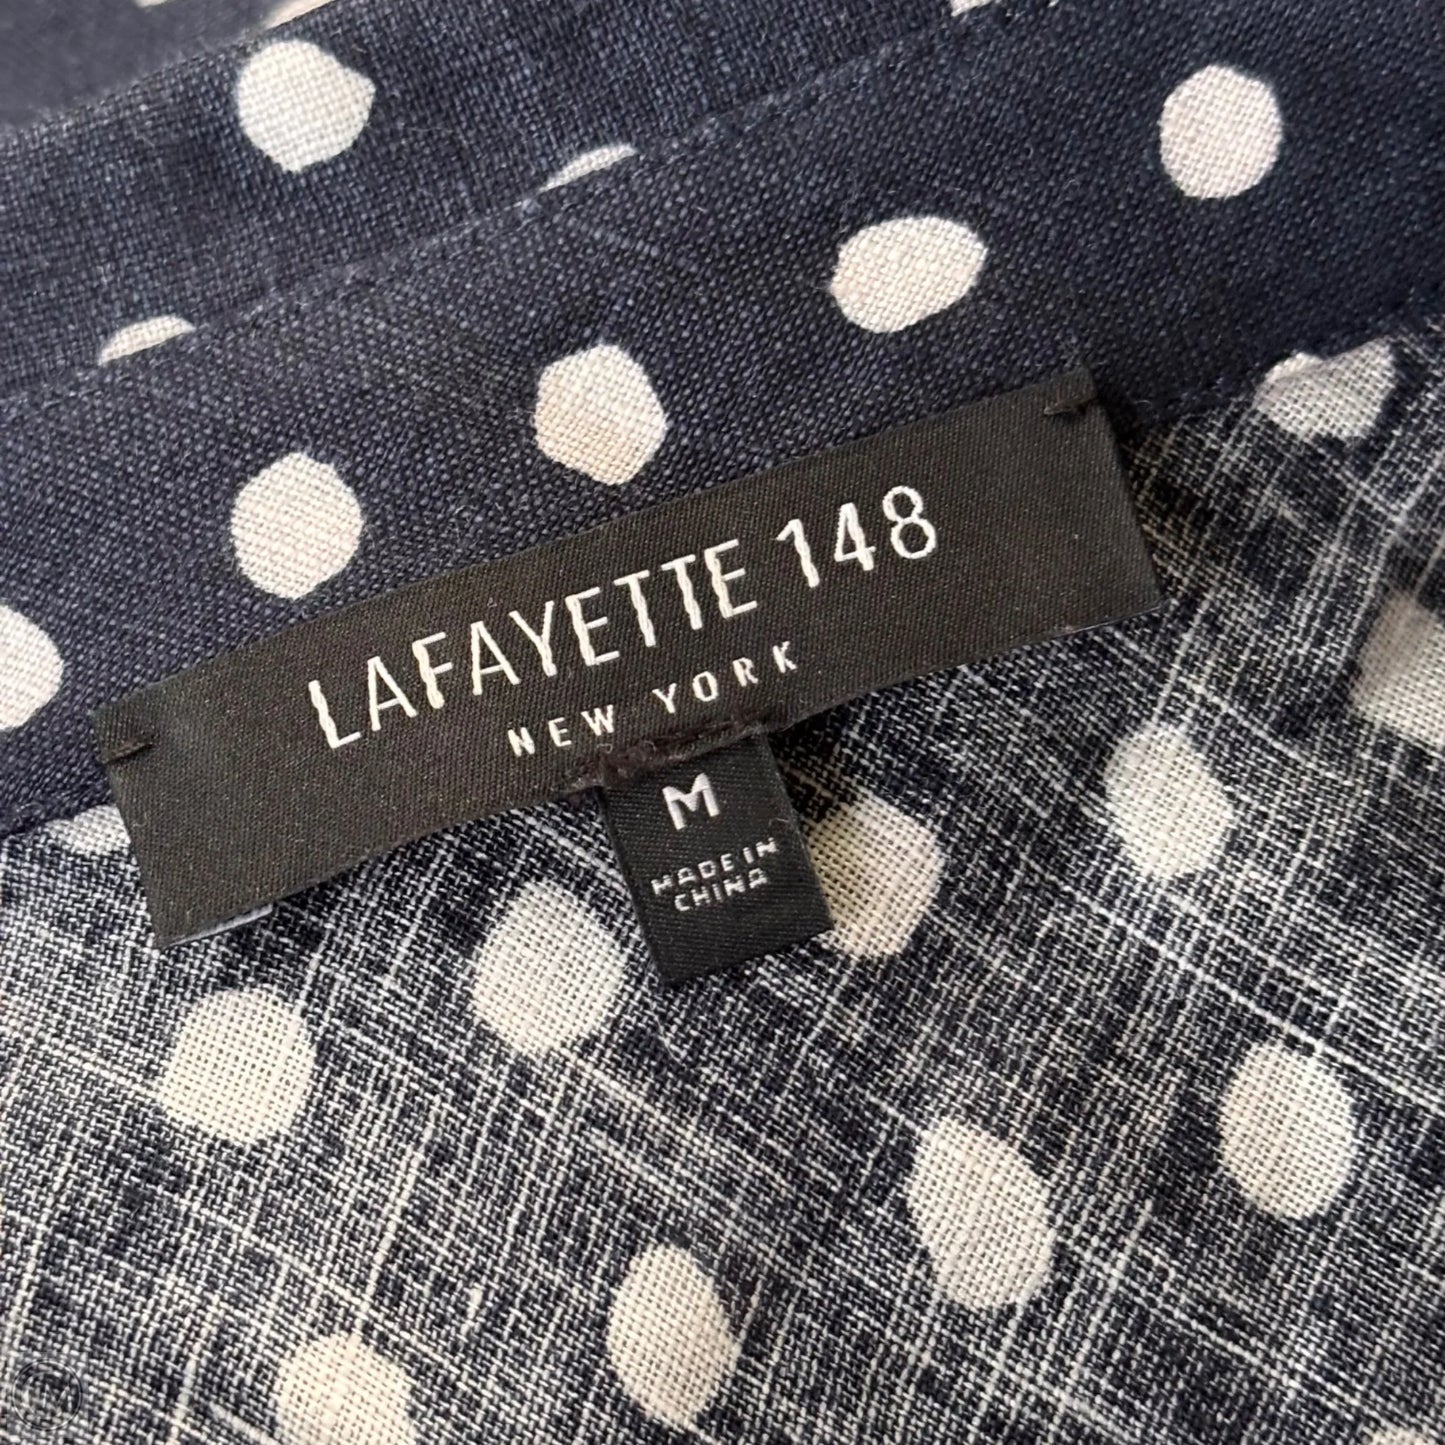 LAFAYETTE 148
NEW YORK
M
MADE IN
CHINA